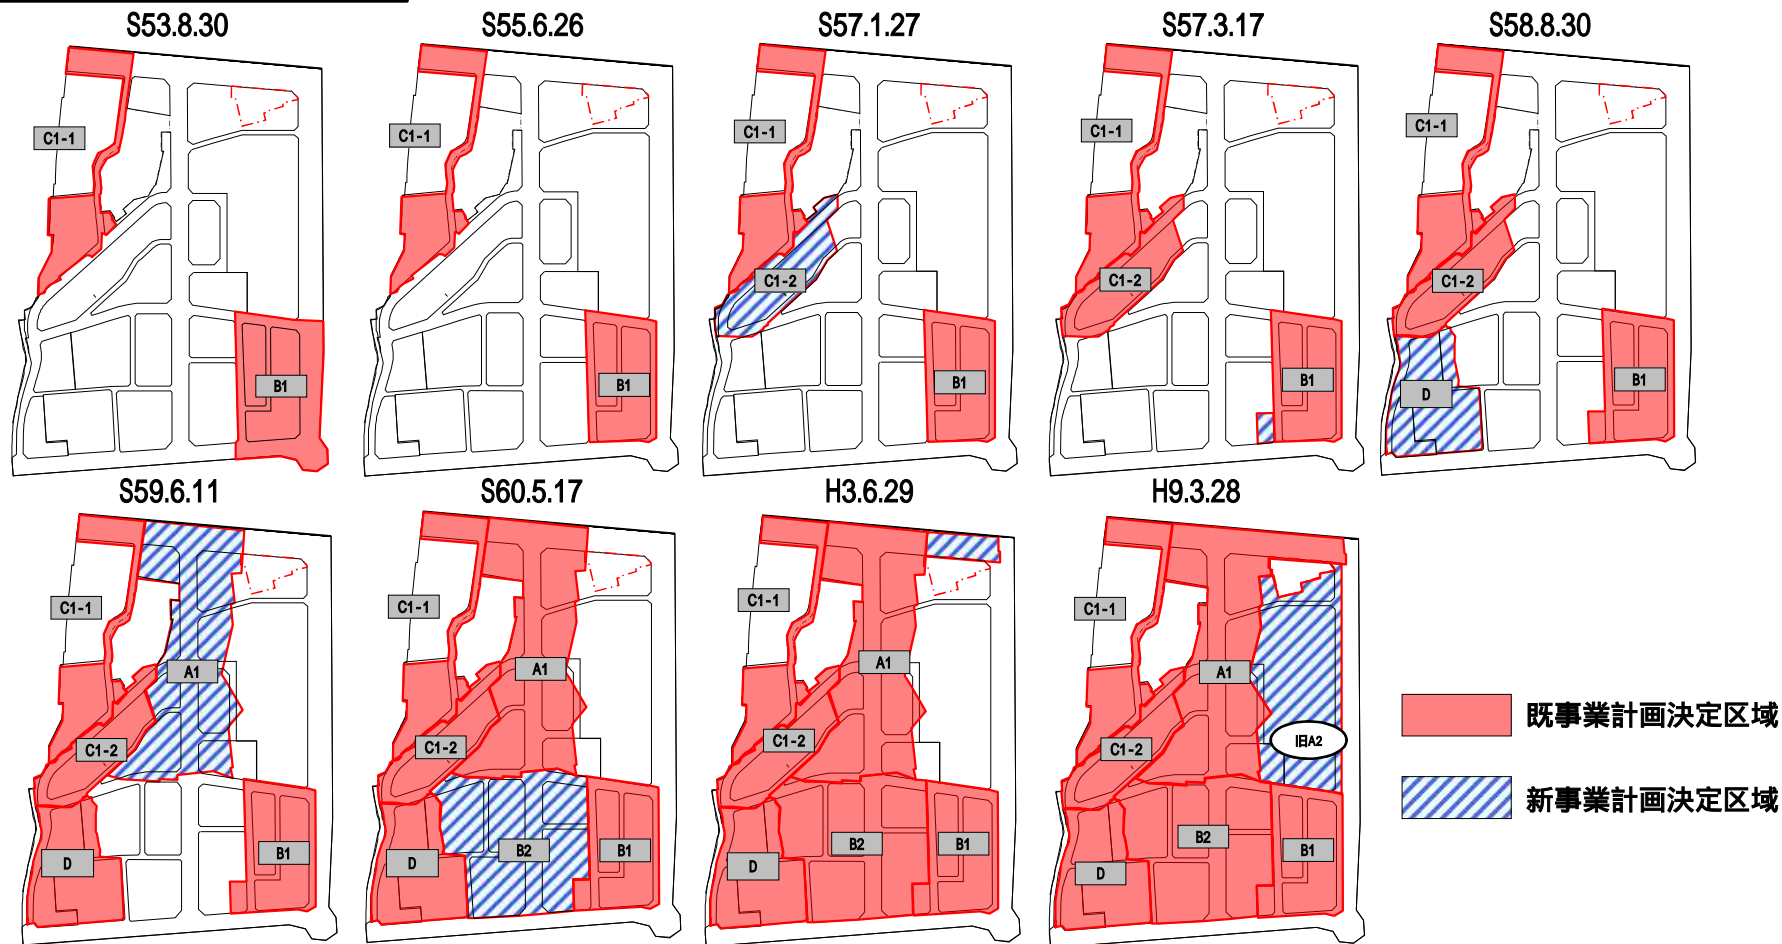 S53.8.30
S55.6.26
S57.1.27
S57.3.17
S58.8.30
C1-1
B1
C1-1
B1
C1-1
C1-2
B1
C1-1
C1-2
B1
C1-1
C1-2
D
B1
S59.6.11
S60.5.17
H3.6.29
H9.3.28
C1-1
A1
C1-2
D
B1
C1-1
A1
C1-2
D
B2
B1
C1-1
A1
C1-2
D
B2
B1
C1-1
A1
C1-2
旧A2
D
B2
B1
既事業計画決定区域
新事業計画決定区域